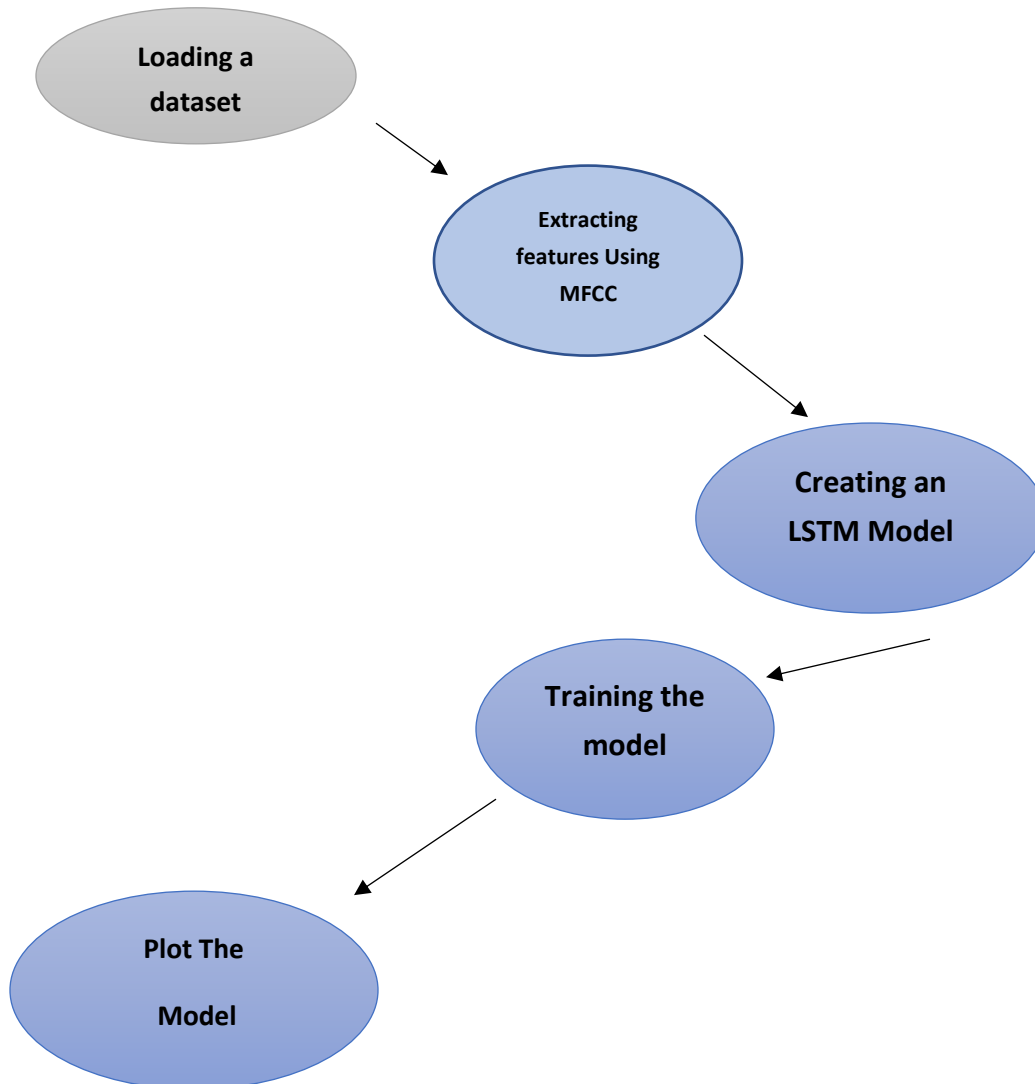 Loading a
dataset
Extracting
features Using
MFCC
Creating an
LSTM Model
Training the
model
Plot The
Model